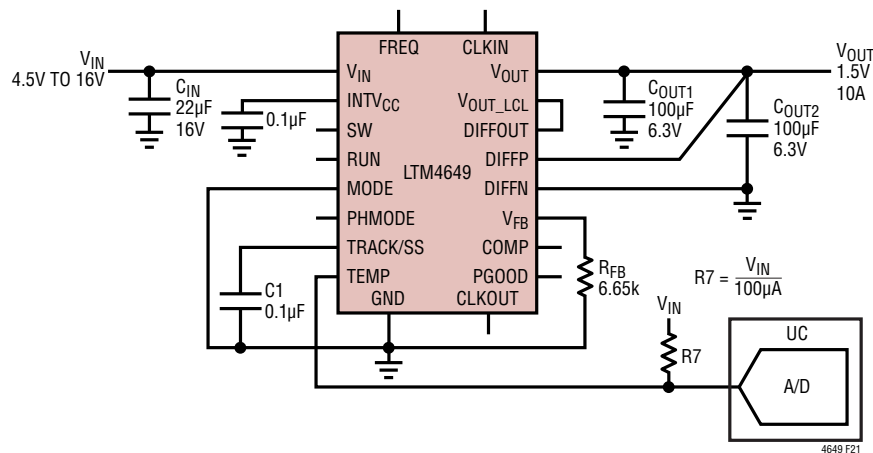 FREQ CLKIN
V_IN
4.5V TO 16V
C_IN
22µF
16V
0.1µF
V_IN
INTV_CC
SW
RUN
MODE
PHMODE
TRACK/SS
TEMP
GND
LTM4649
V_OUT
V_OUT_LCL
DIFFOUT
DIFFP
DIFFN
V_FB
COMP
PGOOD
CLKOUT
C_OUT1
100µF
6.3V
C_OUT2
100µF
6.3V
V_OUT
1.5V
10A
C1
0.1µF
R_FB
6.65k
R7 = V_IN / 100µA
V_IN
R7
UC
A/D
4649 F21